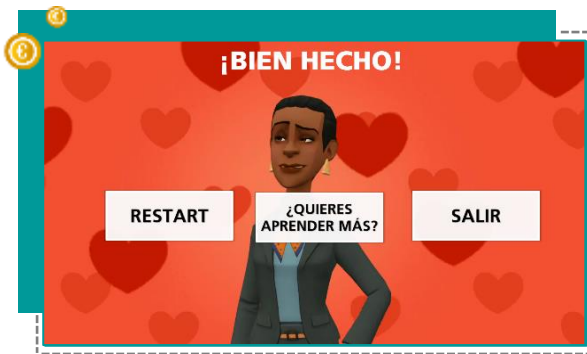 ¡BIEN HECHO!
RESTART
¿QUIERES
APRENDER MÁS?
SALIR